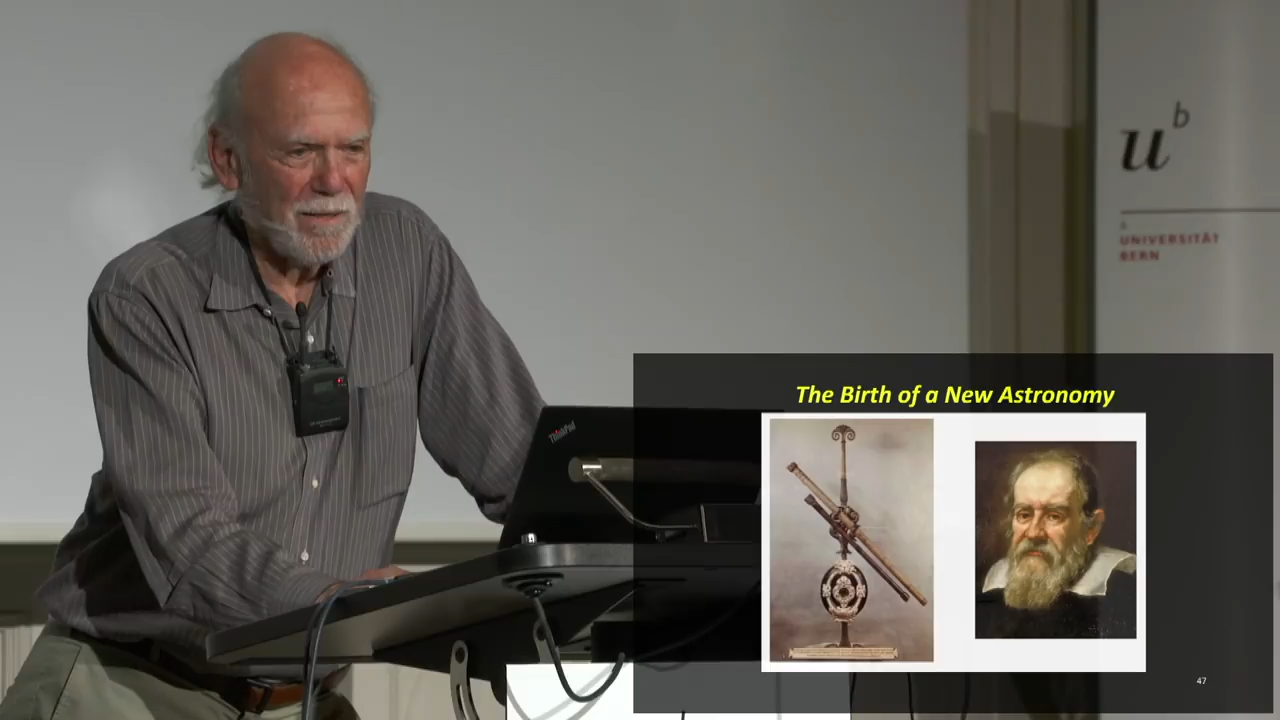 u
b
b
UNIVERSITÄT
BERN
ThinkPad
The Birth of a New Astronomy
47